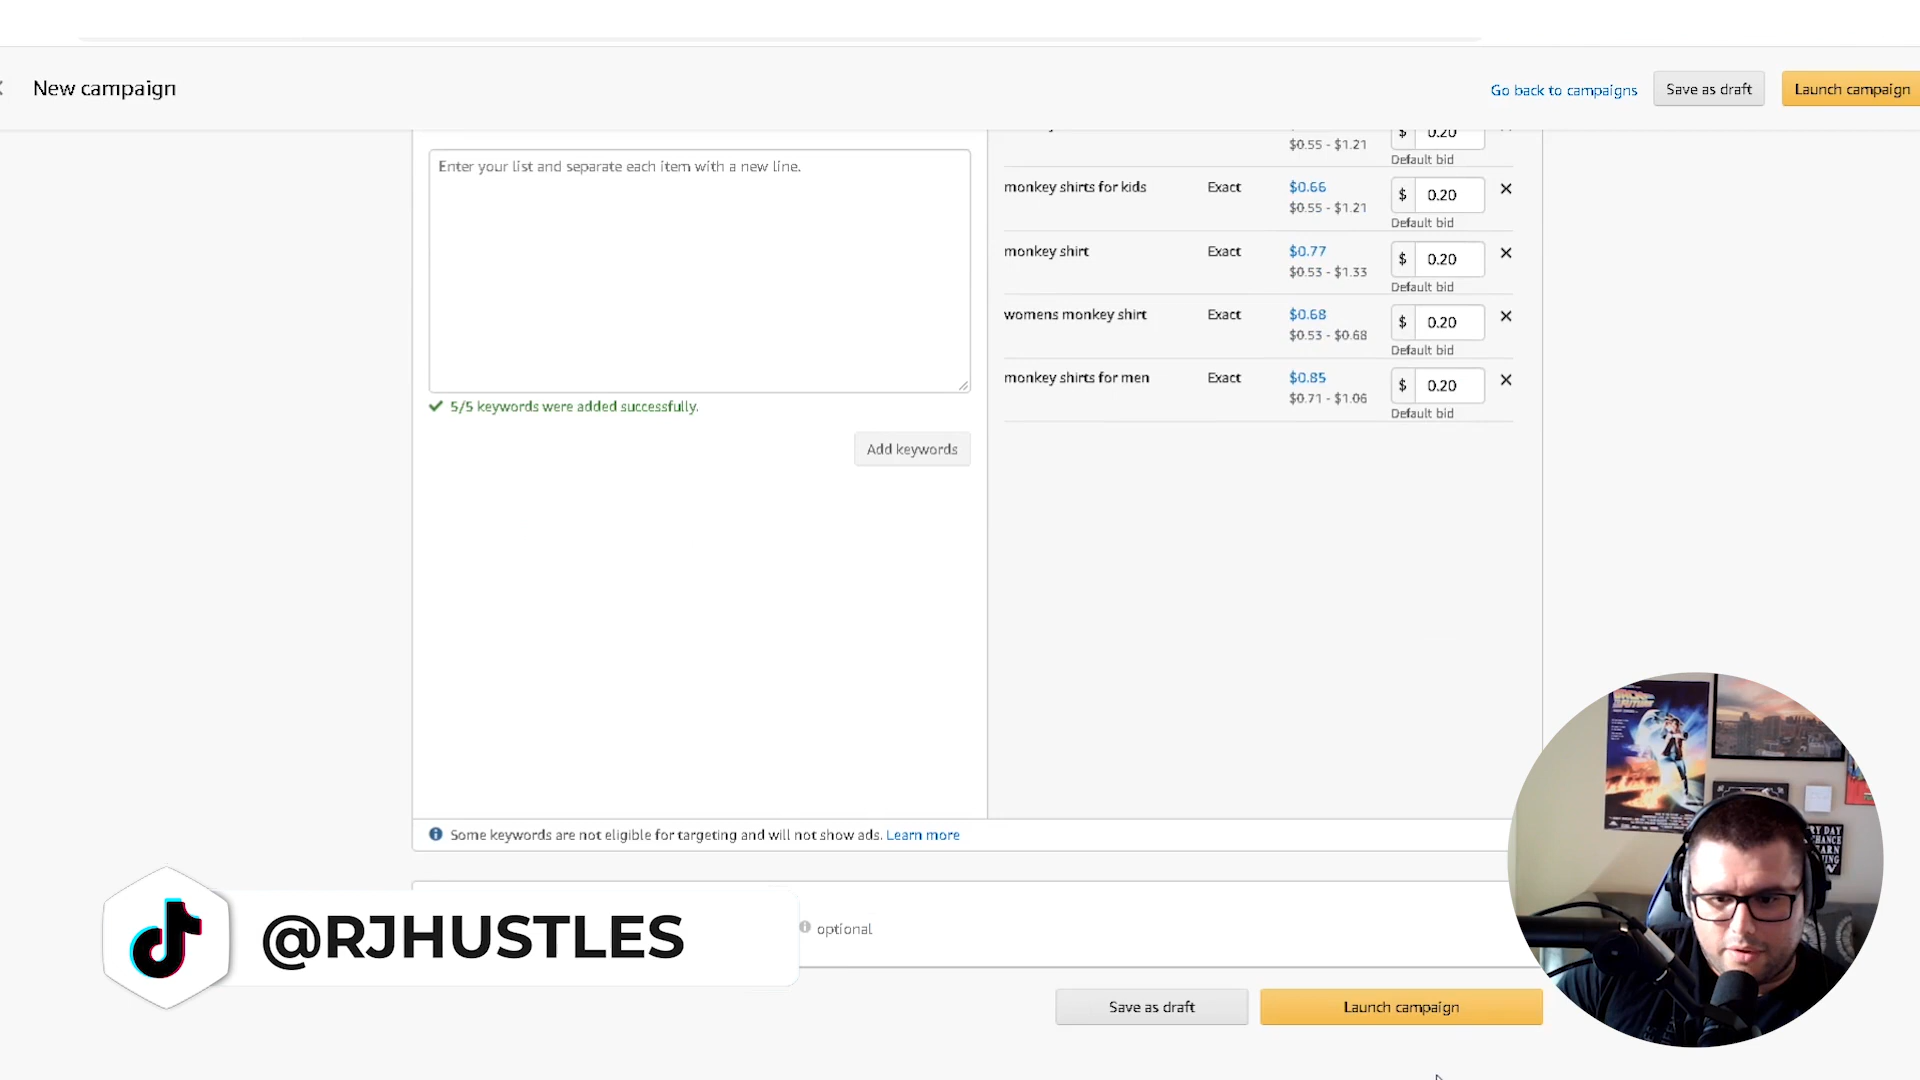 New campaign
Go back to campaigns
Save as draft
Launch campaign
Enter your list and separate each item with a new line.
$0.55 - $1.21
$ 0.20
Default bid
monkey shirts for kids Exact $0.66 $ 0.20
$0.55 - $1.21
Default bid
monkey shirt Exact $0.77 $ 0.20
$0.53 - $1.33
Default bid
womens monkey shirt Exact $0.68 $ 0.20
$0.53 - $0.68
Default bid
monkey shirts for men Exact $0.85 $ 0.20
$0.71 - $1.06
Default bid
5/5 keywords were added successfully.
Add keywords
Some keywords are not eligible for targeting and will not show ads. Learn more
optional
@RJHUSTLES
Save as draft
Launch campaign